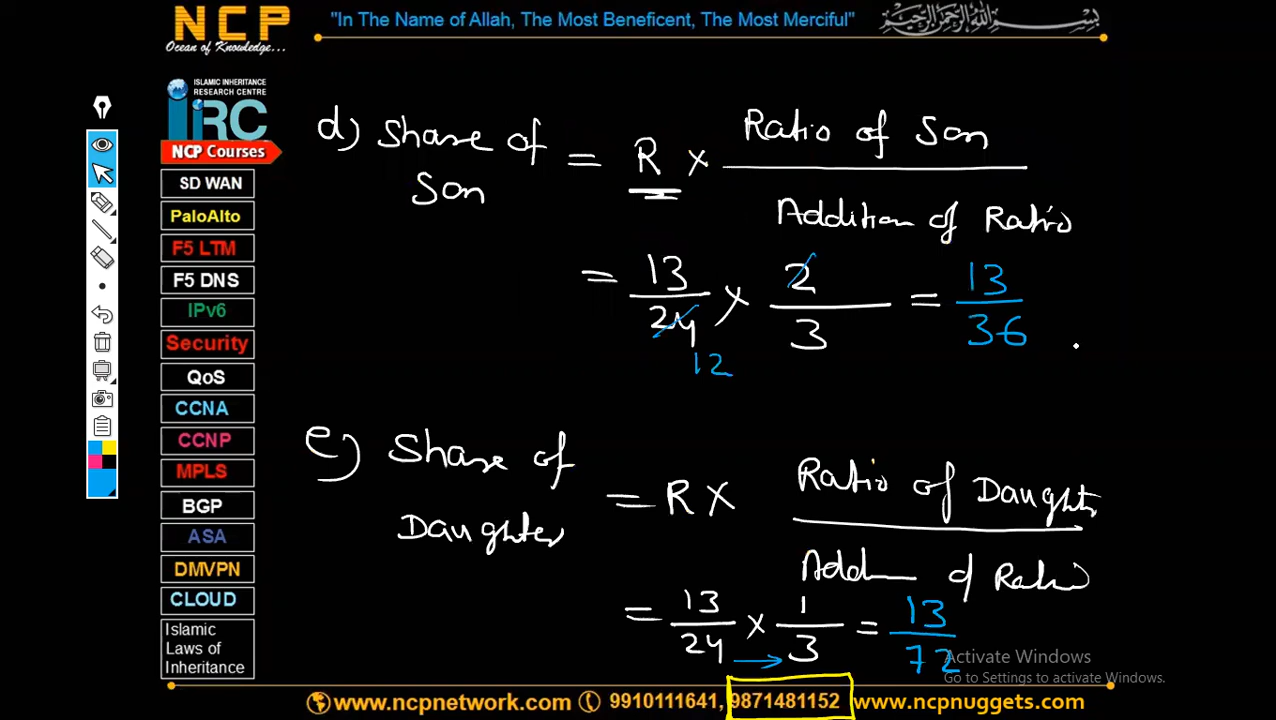 NCP
Ocean of Knowledge...
"In The Name of Allah, The Most Beneficent, The Most Merciful"
ISLAMIC INHERITANCE
RESEARCH CENTRE
iRC
NCP Courses
SD WAN
PaloAlto
F5 LTM
F5 DNS
IPv6
Security
QoS
CCNA
CCNP
MPLS
BGP
ASA
DMVPN
CLOUD
Islamic
Laws of
Inheritance
d) Share of Son = R × Ratio of Son / Addition of Ratio
= 13/24 × 2/3 = 13/36
12
e) Share of Daughter = R × Ratio of Daughter / Addn of Ratio
= 13/24 × 1/3 = 13/72
Activate Windows
Go to Settings to activate Windows.
www.ncpnetwork.com 9910111641, 9871481152 www.ncpnuggets.com